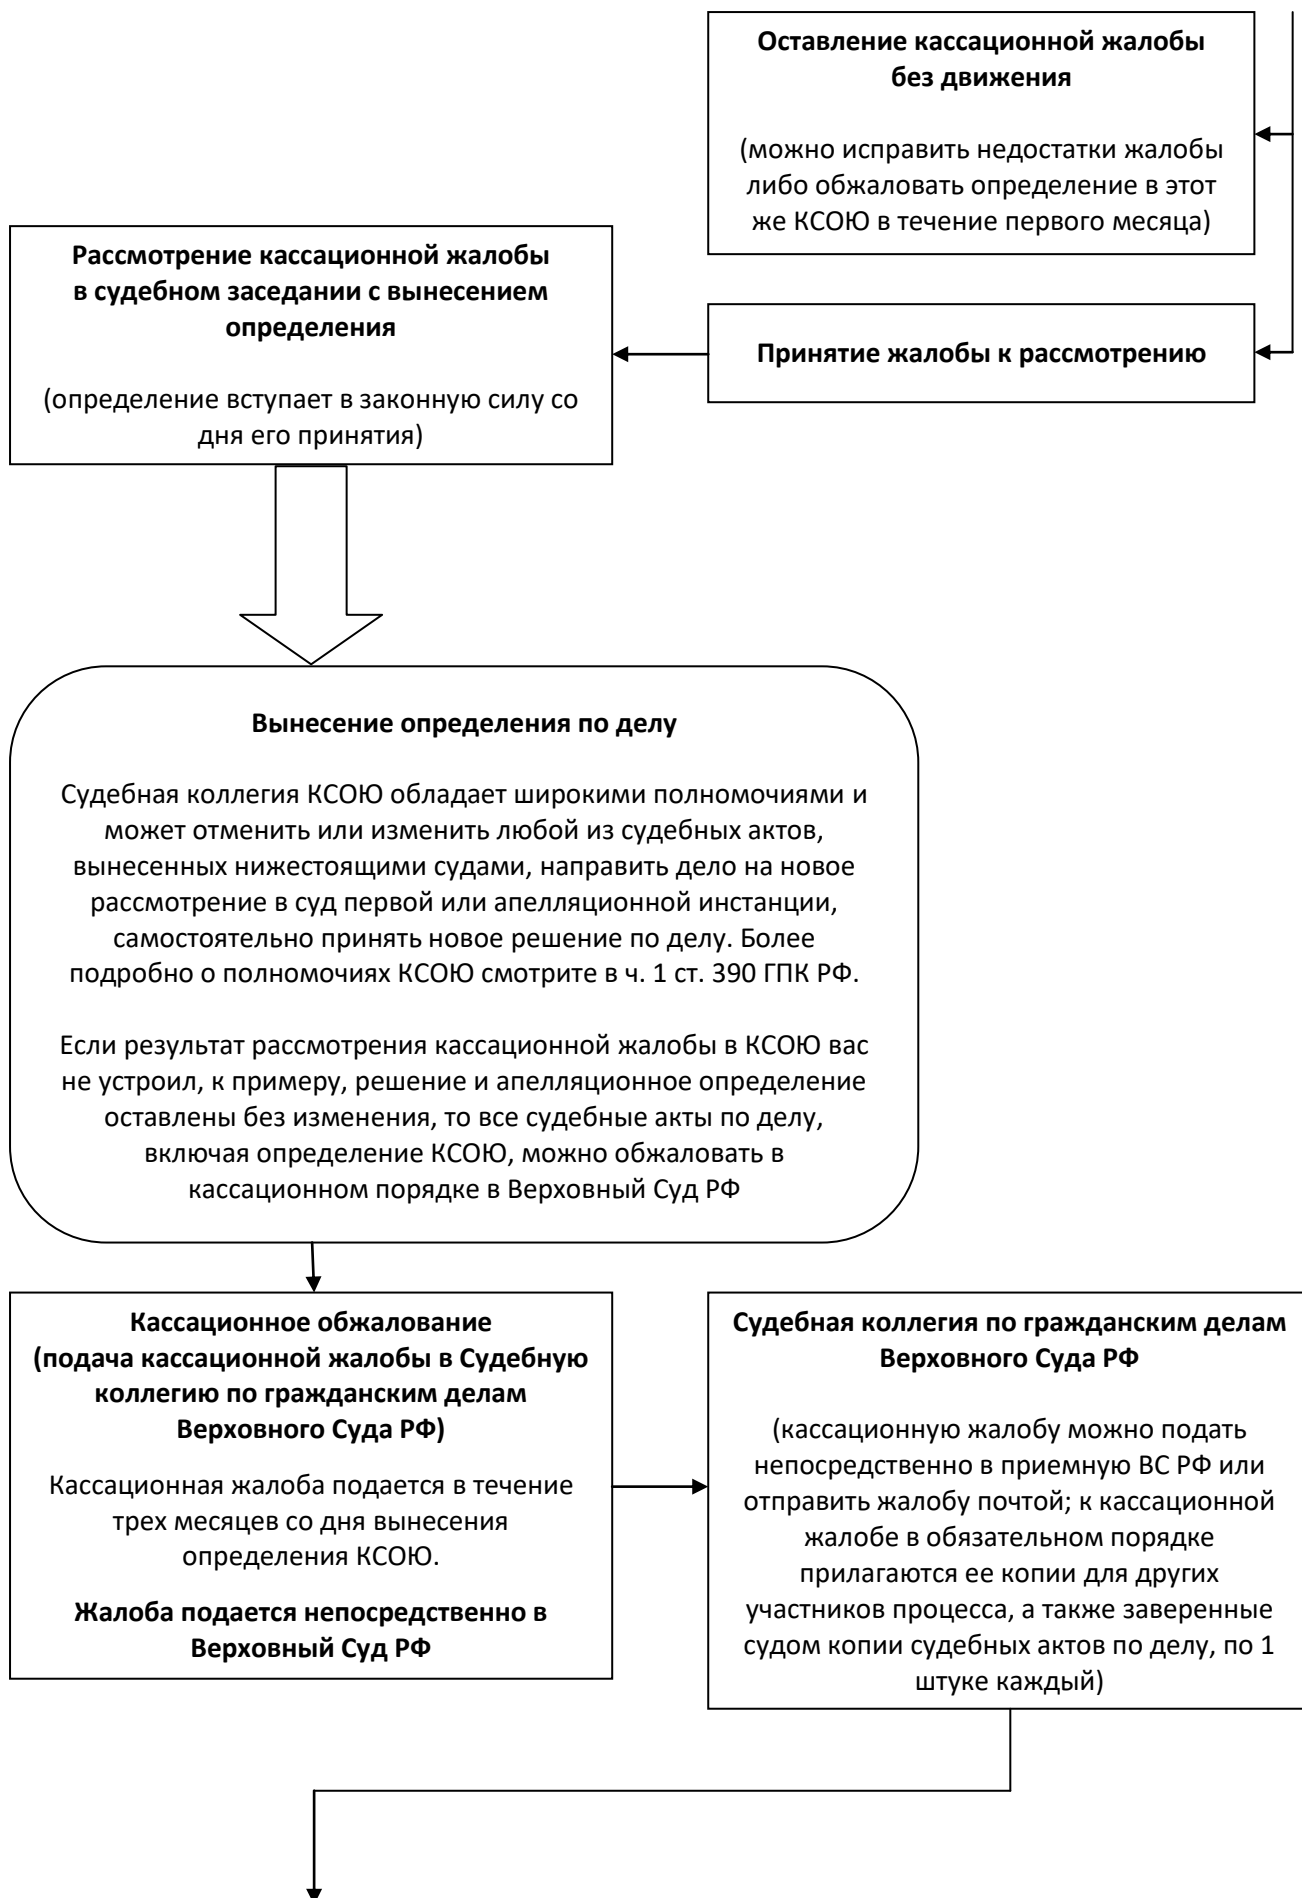 Оставление кассационной жалобы
без движения
(можно исправить недостатки жалобы
либо обжаловать определение в этот
же КСОЮ в течение первого месяца)
Рассмотрение кассационной жалобы
в судебном заседании с вынесением
определения
(определение вступает в законную силу со
дня его принятия)
Принятие жалобы к рассмотрению
Вынесение определения по делу
Судебная коллегия КСОЮ обладает широкими полномочиями и
может отменить или изменить любой из судебных актов,
вынесенных нижестоящими судами, направить дело на новое
рассмотрение в суд первой или апелляционной инстанции,
самостоятельно принять новое решение по делу. Более
подробно о полномочиях КСОЮ смотрите в ч. 1 ст. 390 ГПК РФ.
Если результат рассмотрения кассационной жалобы в КСОЮ вас
не устроил, к примеру, решение и апелляционное определение
оставлены без изменения, то все судебные акты по делу,
включая определение КСОЮ, можно обжаловать в
кассационном порядке в Верховный Суд РФ
Кассационное обжалование
(подача кассационной жалобы в Судебную
коллегию по гражданским делам
Верховного Суда РФ)
Кассационная жалоба подается в течение
трех месяцев со дня вынесения
определения КСОЮ.
Жалоба подается непосредственно в
Верховный Суд РФ
Судебная коллегия по гражданским делам
Верховного Суда РФ
(кассационную жалобу можно подать
непосредственно в приемную ВС РФ или
отправить жалобу почтой; к кассационной
жалобе в обязательном порядке
прилагаются ее копии для других
участников процесса, а также заверенные
судом копии судебных актов по делу, по 1
штуке каждый)